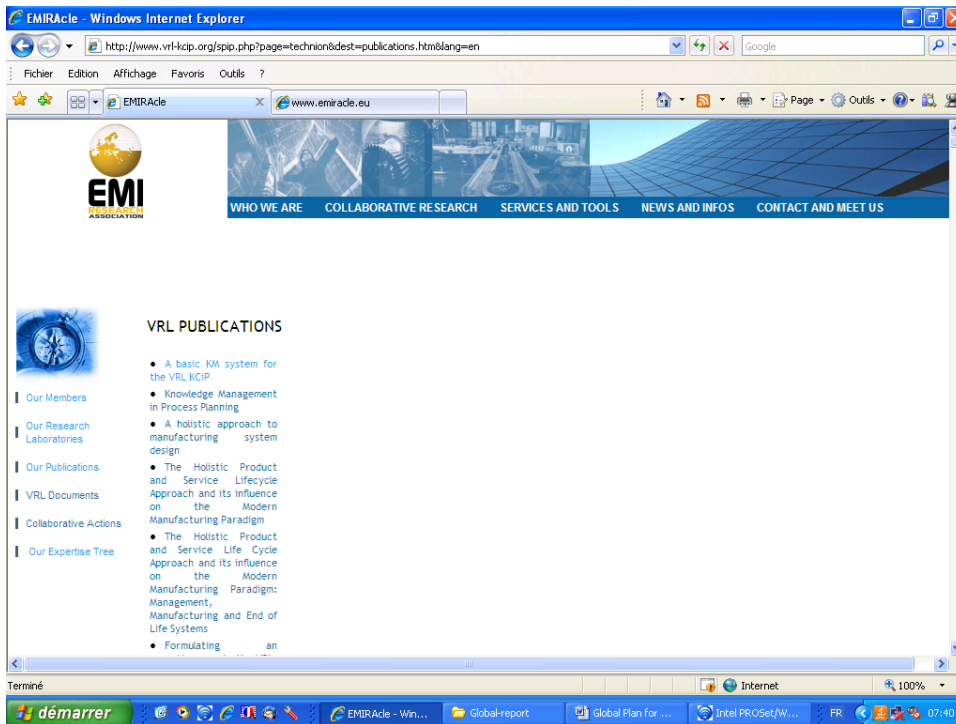 EMIRAcle - Windows Internet Explorer
http://www.vrl-kcip.org/spip.php?page=technion&dest=publications.htm&lang=en
Google
Fichier Edition Affichage Favoris Outils ?
EMIRAcle
www.emiracle.eu
Page
Outils
EMI
RESEARCH
ASSOCIATION
WHO WE ARE COLLABORATIVE RESEARCH SERVICES AND TOOLS NEWS AND INFOS CONTACT AND MEET US
Our Members
Our Research
Laboratories
Our Publications
VRL Documents
Collaborative Actions
Our Expertise Tree
VRL PUBLICATIONS
• A basic KM system for
the VRL KCiP
• Knowledge Management
in Process Planning
• A holistic approach to
manufacturing system
design
• The Holistic Product
and Service Lifecycle
Approach and its influence
on the Modern
Manufacturing Paradigm
• The Holistic Product
and Service Life Cycle
Approach and its influence
on the Modern
Manufacturing Paradigm:
Management,
Manufacturing and End of
Life Systems
• Formulating an
Terminé
Internet
100%
démarrer
EMIRAcle - Win...
Global-report
Global Plan for ...
Intel PROSet/W...
FR
07:40